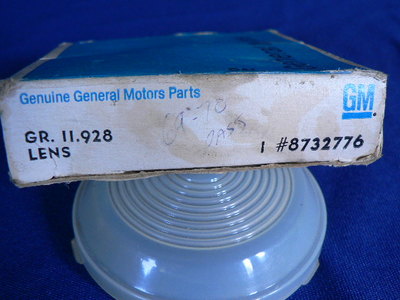 Genuine General Motors Parts
GM
GR. 11.928
LENS
1 #8732776